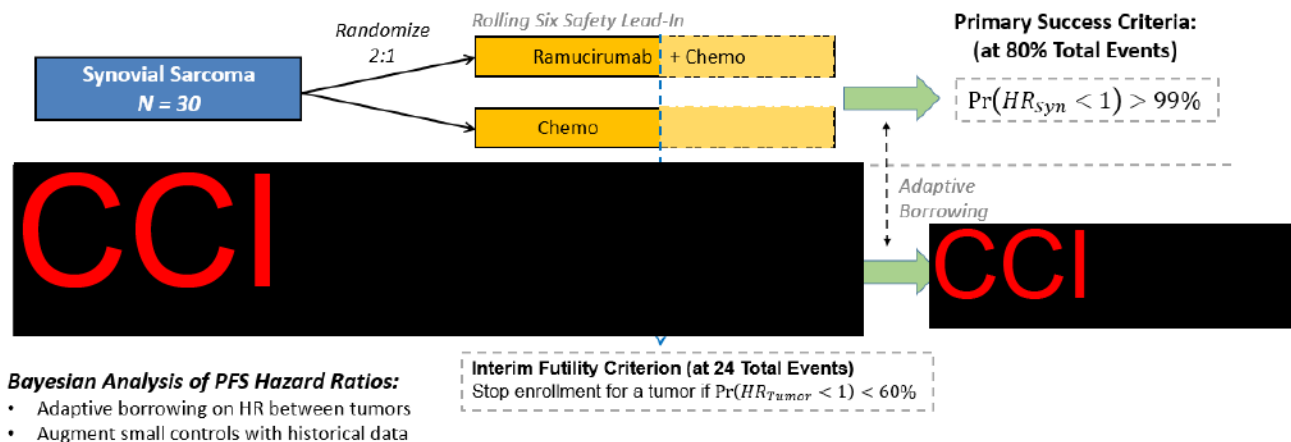 Rolling Six Safety Lead-In
Randomize
2:1
Synovial Sarcoma
N = 30
Ramucirumab + Chemo
Chemo
Primary Success Criteria:
(at 80% Total Events)
Pr(HR_Syn < 1) > 99%
Adaptive
Borrowing
CCI
CCI
Interim Futility Criterion (at 24 Total Events)
Stop enrollment for a tumor if Pr(HR_Tumor < 1) < 60%
Bayesian Analysis of PFS Hazard Ratios:
• Adaptive borrowing on HR between tumors
• Augment small controls with historical data